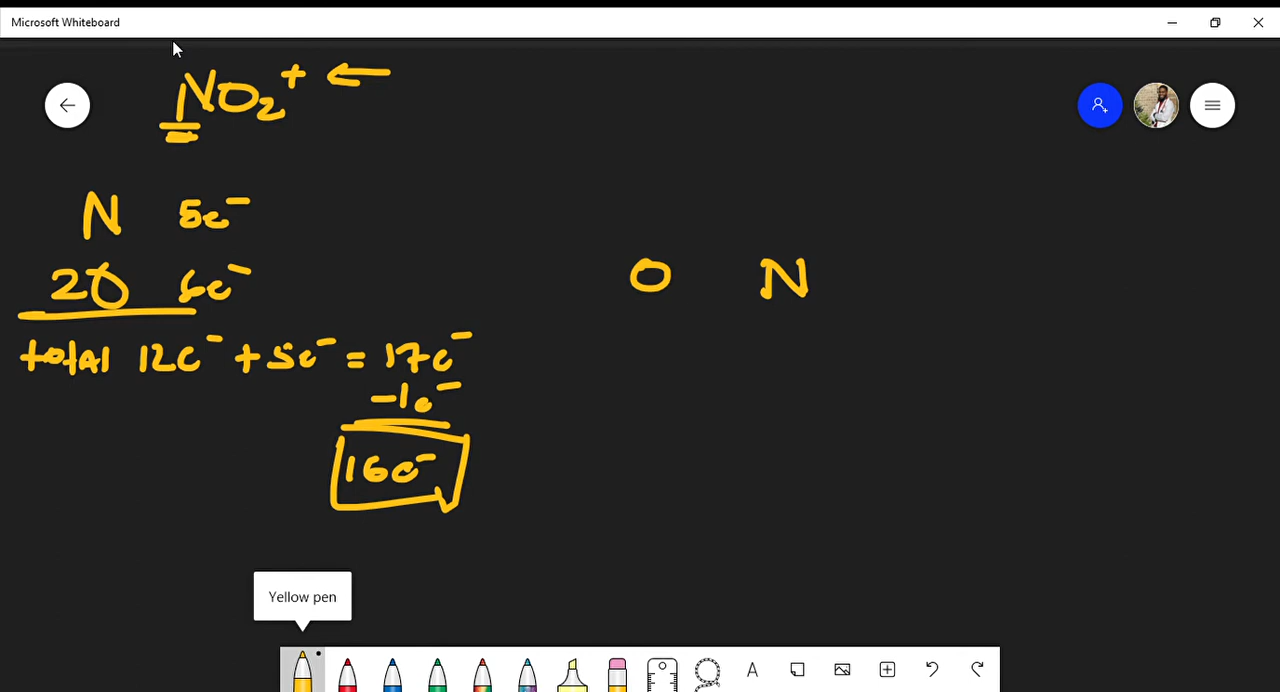 Microsoft Whiteboard
NO₂⁺ ←
N 5e⁻
2O 6e⁻
total 12e⁻ + 5e⁻ = 17e⁻
-1e⁻
16e⁻
O N
Yellow pen
A